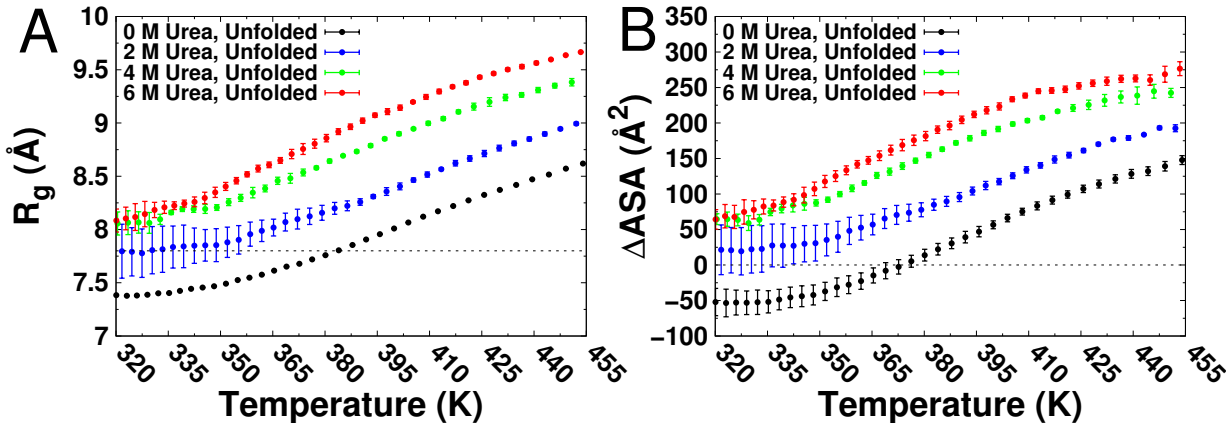 A
10
9.5
9
8.5
8
7.5
7
R_g (Å)
0 M Urea, Unfolded
2 M Urea, Unfolded
4 M Urea, Unfolded
6 M Urea, Unfolded
320 335 350 365 380 395 410 425 440 455
Temperature (K)
B
350
300
250
200
150
100
50
0
−50
−100
ΔASA (Å²)
0 M Urea, Unfolded
2 M Urea, Unfolded
4 M Urea, Unfolded
6 M Urea, Unfolded
320 335 350 365 380 395 410 425 440 455
Temperature (K)